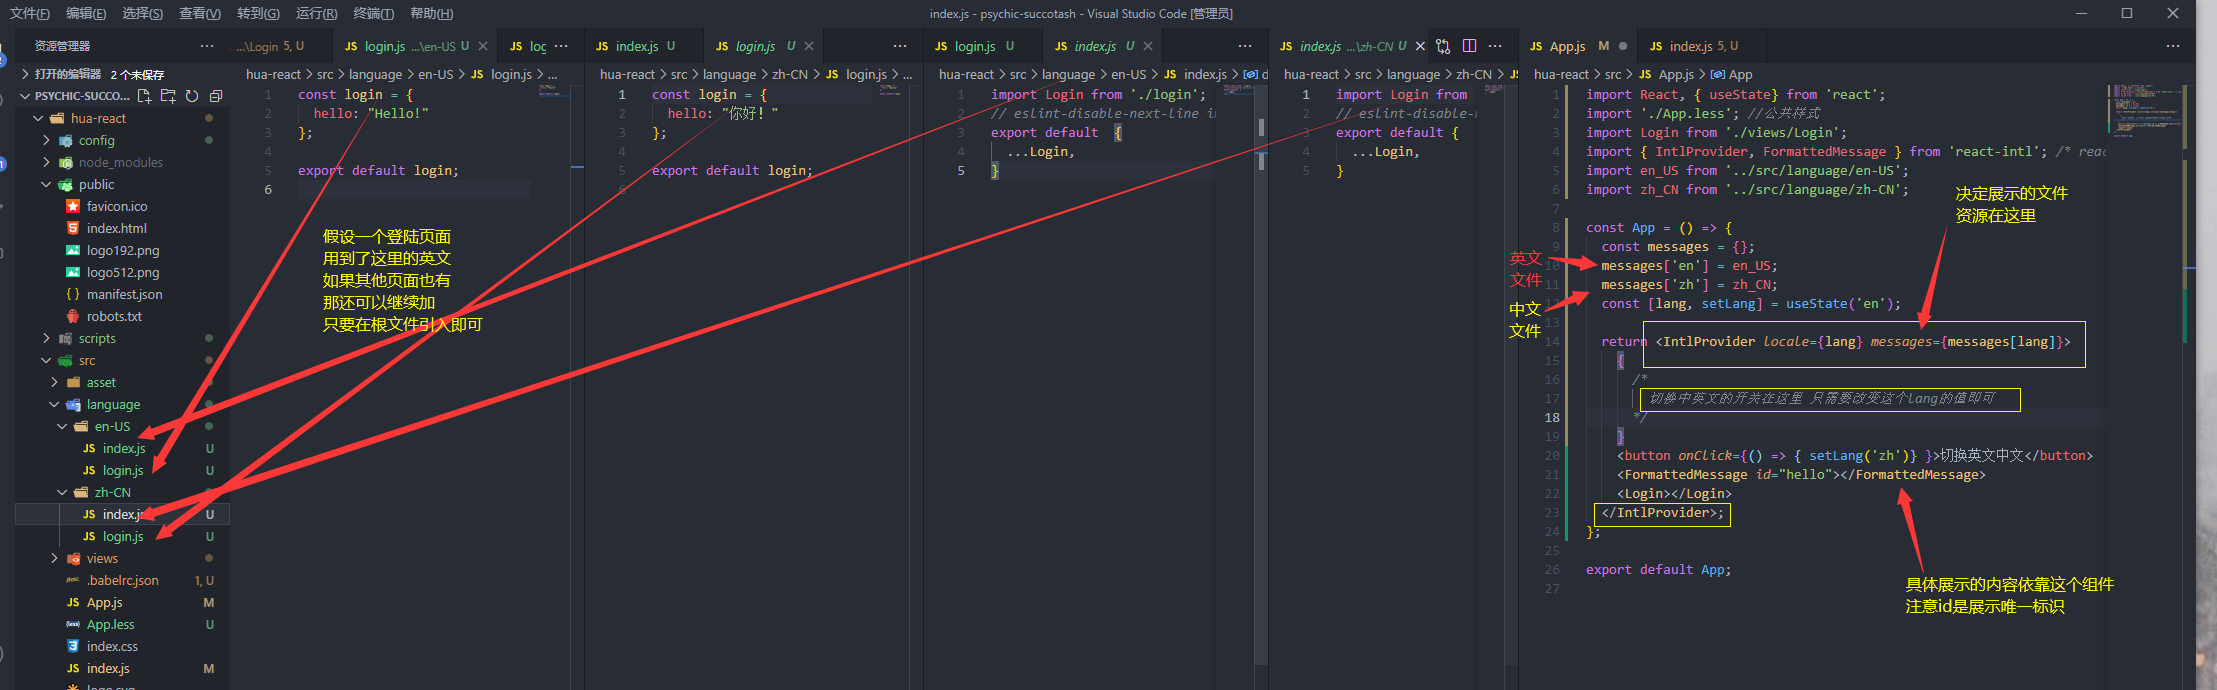 文件(F) 编辑(E) 选择(S) 查看(V) 转到(G) 运行(R) 终端(T) 帮助(H)
index.js - psychic-succotash - Visual Studio Code [管理员]
资源管理器 ···
打开的编辑器 2 个未保存
PSYCHIC-SUCCO...
hua-react
config
node_modules
public
favicon.ico
index.html
logo192.png
logo512.png
manifest.json
robots.txt
scripts
src
asset
language
en-US
index.js U
login.js U
zh-CN
index.js U
login.js U
views
.babelrc.json 1, U
App.js M
App.less U
index.css
index.js M
logo.svg
...\Login 5, U
login.js ...\en-US U
hua-react > src > language > en-US > JS login.js > ...
1 const login = {
2 hello: "Hello!"
3 };
4
5 export default login;
6
假设一个登陆页面
用到了这里的英文
如果其他页面也有
那还可以继续加
只要在根文件引入即可
JS index.js U JS login.js U
hua-react > src > language > zh-CN > JS login.js > ...
1 const login = {
2 hello: "你好！"
3 };
4
5 export default login;
6
JS login.js U JS index.js U
hua-react > src > language > en-US > JS index.js >
1 import Login from './login';
2 // eslint-disable-next-line
3 export default {
4 ...Login,
5 }
JS index.js ...\zh-CN U
hua-react > src > language > zh-CN >
1 import Login from
2 // eslint-disable-
3 export default {
4 ...Login,
5 }
JS App.js M JS index.js 5, U
hua-react > src > JS App.js > App
1 import React, { useState} from 'react';
2 import './App.less'; //公共样式
3 import Login from './views/Login';
4 import { IntlProvider, FormattedMessage } from 'react-intl'; /*
5 import en_US from '../src/language/en-US';
6 import zh_CN from '../src/language/zh-CN';
7
8 const App = () => {
9 const messages = {};
10 messages['en'] = en_US;
11 messages['zh'] = zh_CN;
12 const [lang, setLang] = useState('en');
13
14 return <IntlProvider locale={lang} messages={messages[lang]}>
15 {
16 /*
17 切换中英文的开关在这里 只需要改变这个lang的值即可
18 */
19 }
20 <button onClick={() => { setLang('zh')} }>切换英文中文</button>
21 <FormattedMessage id="hello"></FormattedMessage>
22 <Login></Login>
23 </IntlProvider>;
24 };
25
26 export default App;
27
决定展示的文件
资源在这里
英文
文件
中文
文件
具体展示的内容依靠这个组件
注意id是展示唯一标识